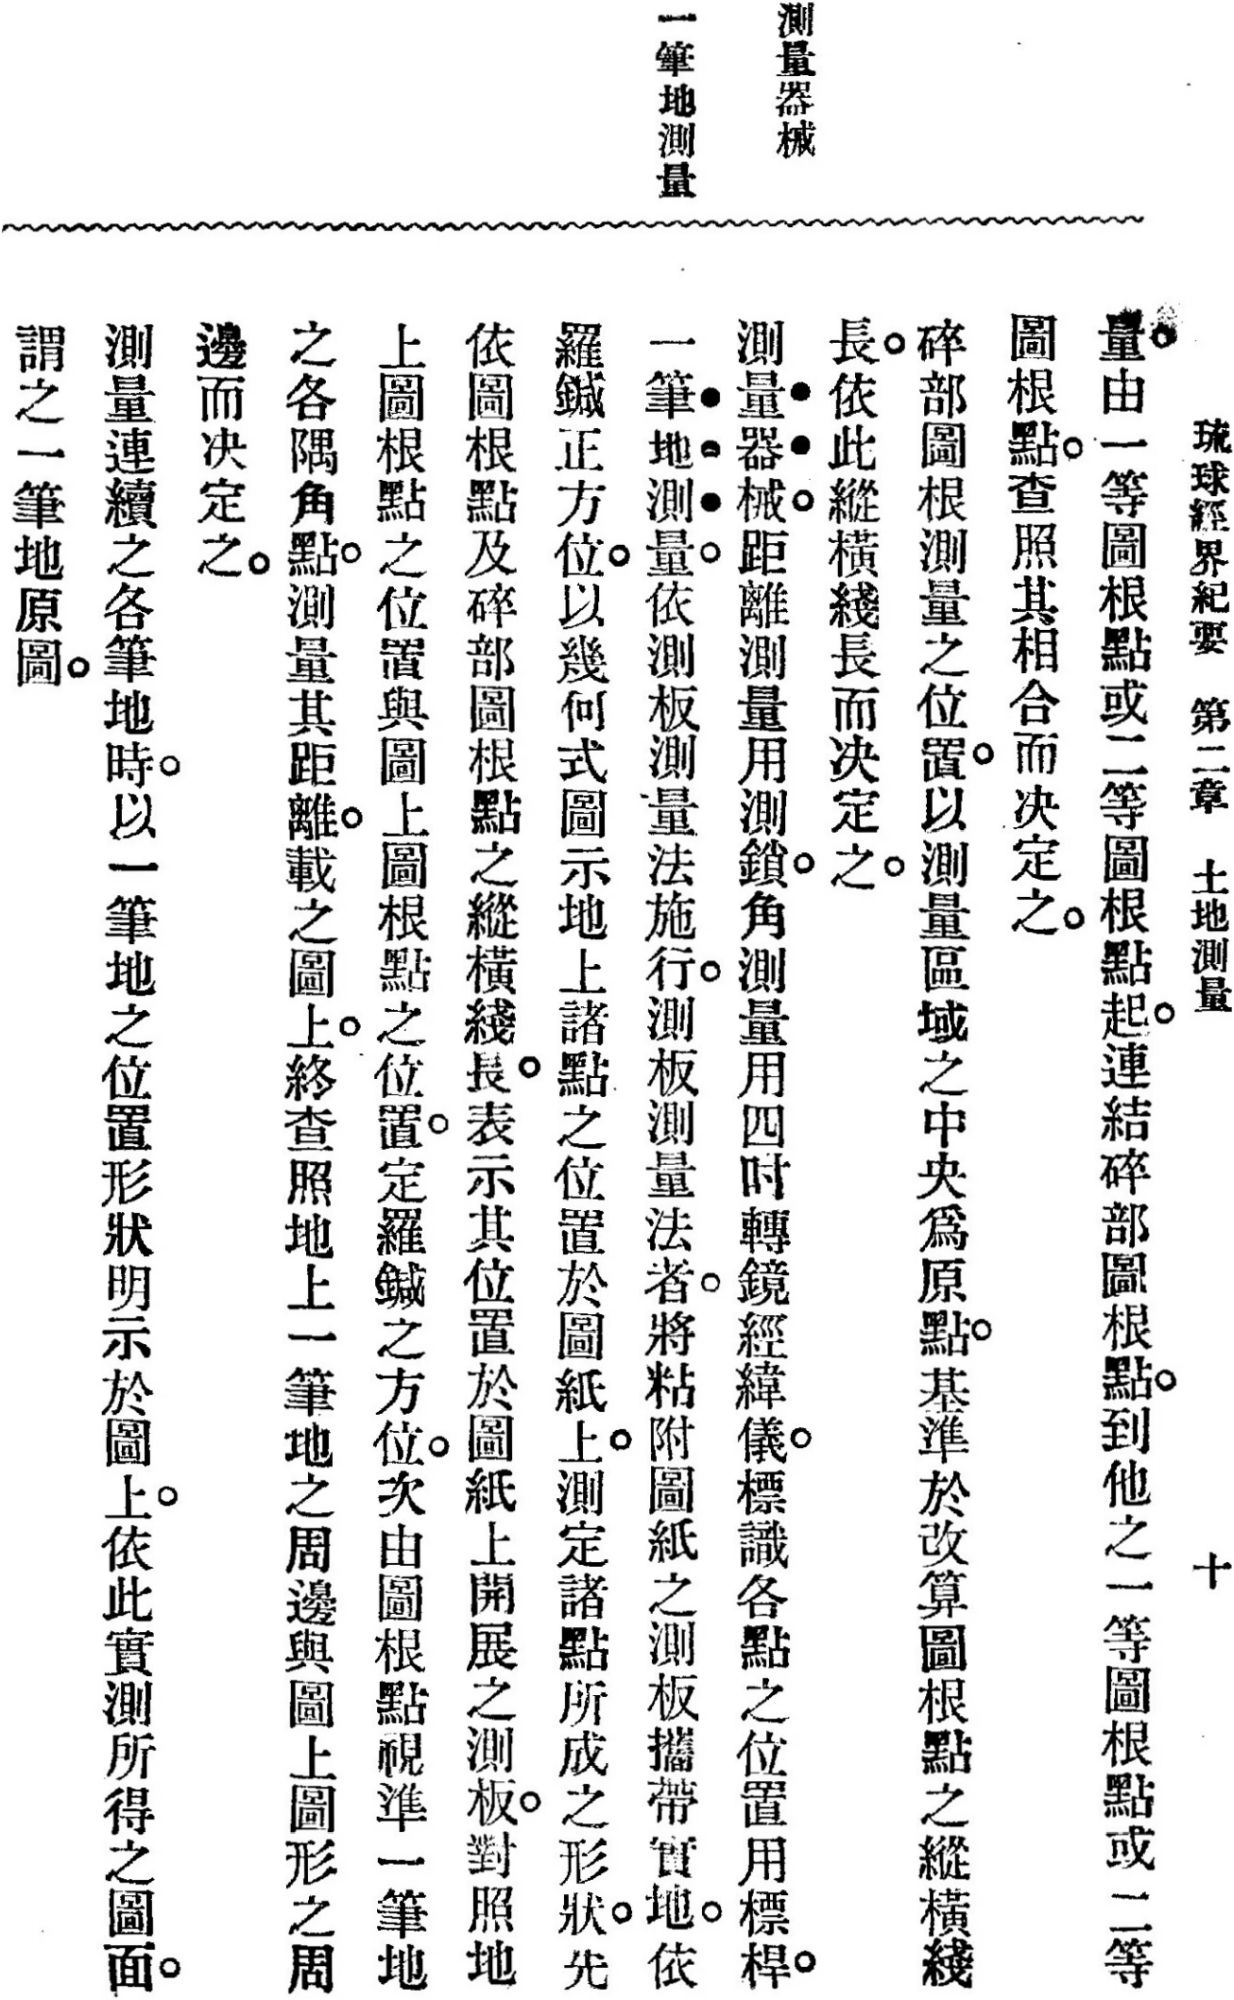 琉球經界紀要　第二章　土地測量　十
測量器械
一筆地測量
量。由一等圖根點或二等圖根點起。連結碎部圖根點。到他之一等圖根點或二等
圖根點。查照其相合而决定之。
碎部圖根測量之位置。以測量區域之中央爲原點。基準於改算圖根點之縱橫綫
長。依此縱橫綫長而决定之。
測量器械。距離測量用測鎖。角測量用四吋轉鏡經緯儀。標識各點之位置用標桿。
一筆地測量。依測板測量法施行。測板測量法者。將粘附圖紙之測板攜帶實地。依
羅鍼正方位。以幾何式圖示地上諸點之位置於圖紙上。測定諸點所成之形狀。先
依圖根點及碎部圖根點之縱橫綫長。表示其位置於圖紙上開展之測板。對照地
上圖根點之位置與圖上圖根點之位置。定羅鍼之方位。次由圖根點視準一筆地
之各隅角點。測量其距離。載之圖上。終查照地上一筆地之周邊與圖上圖形之周
邊而决定之。
測量連續之各筆地時。以一筆地之位置形狀明示於圖上。依此實測所得之圖面。
謂之一筆地原圖。